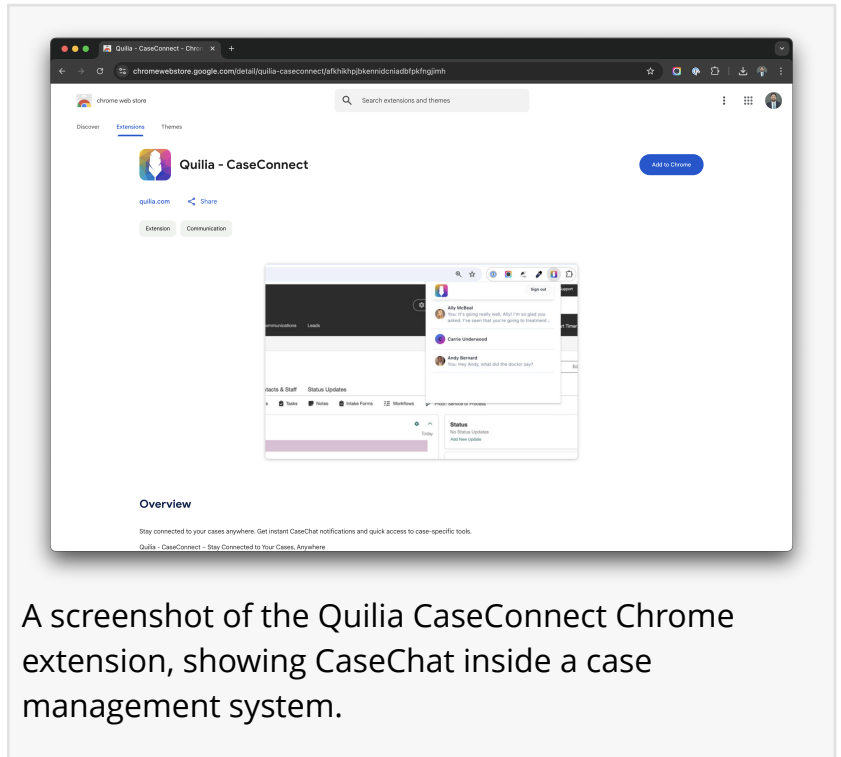 Quilia - CaseConnect - Chro
chromewebstore.google.com/detail/quilia-caseconnect/afkhikhpjbkennidcniadbfpkfngjimh
chrome web store
Search extensions and themes
Discover
Extensions
Themes
Quilia - CaseConnect
Add to Chrome
quilia.com
Share
Extension
Communication
Sign out
Ally McBeal
You: It's going really well, Ally! I'm so glad you
asked. I've seen that you're going to treatment...
Carrie Underwood
Andy Bernard
You: Hey Andy, what did the doctor say?
Leads
Status Updates
Tasks
Notes
Intake Forms
Workflows
Today
Status
No Status Updates
Add New Update
Overview
Stay connected to your cases anywhere. Get instant CaseChat notifications and quick access to case-specific tools.
Quilia - CaseConnect – Stay Connected to Your Cases, Anywhere
A screenshot of the Quilia CaseConnect Chrome
extension, showing CaseChat inside a case
management system.